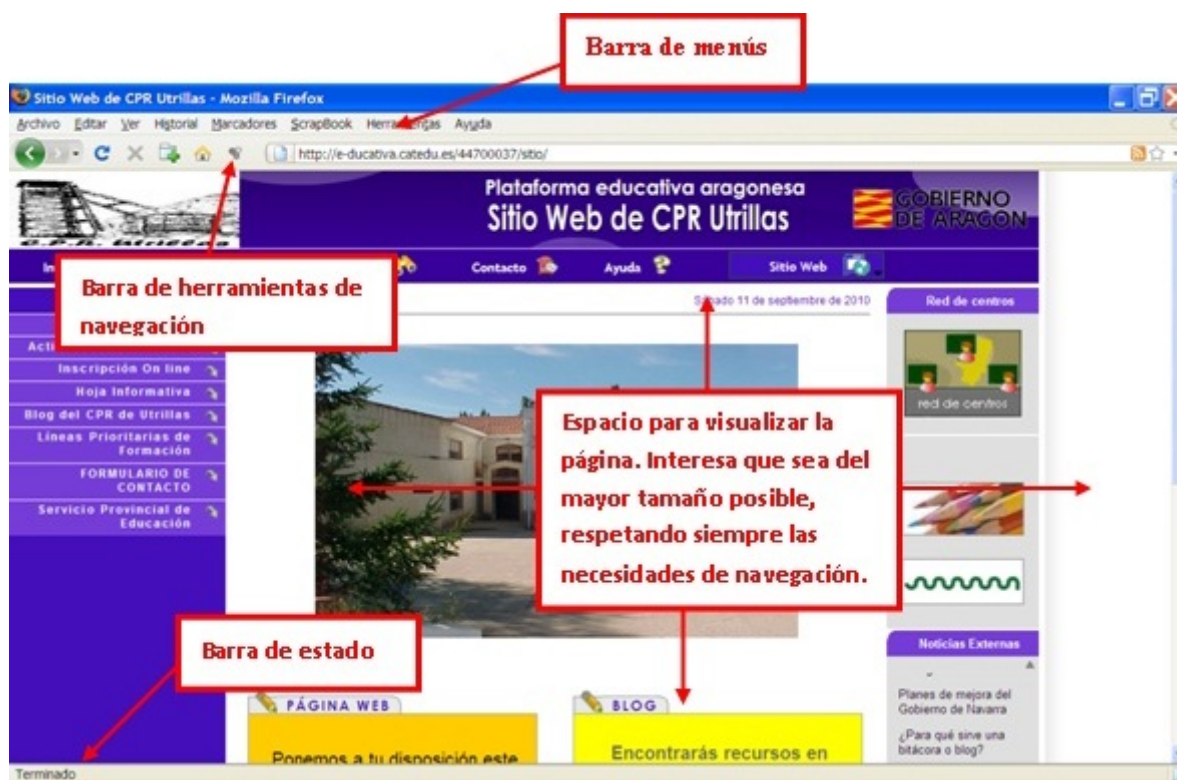 Barra de menús
Sitio Web de CPR Utrillas - Mozilla Firefox
Archivo Editar Ver Historial Marcadores ScrapBook Ayuda
http://e-ducativa.catedu.es/44700037/sitio/
Plataforma educativa aragonesa
Sitio Web de CPR Utrillas
GOBIERNO
DE ARAGON
C.P.R. Utrillas
Contacto Ayuda Sitio Web
Barra de herramientas de
navegación
11 de septiembre de 2010
Red de centros
Inscripción On line
Hoja Informativa
Blog del CPR de Utrillas
Líneas Prioritarias de
Formación
FORMULARIO DE
CONTACTO
Servicio Provincial de
Educación
red de centros
Espacio para visualizar la
página. Interesa que sea del
mayor tamaño posible,
respetando siempre las
necesidades de navegación.
Barra de estado
Noticias Externas
Planes de mejora del
Gobierno de Navarra
¿Para qué sirve una
bitácora o blog?
PÁGINA WEB
BLOG
Ponemos a tu disposición este
Encontrarás recursos en
Terminado